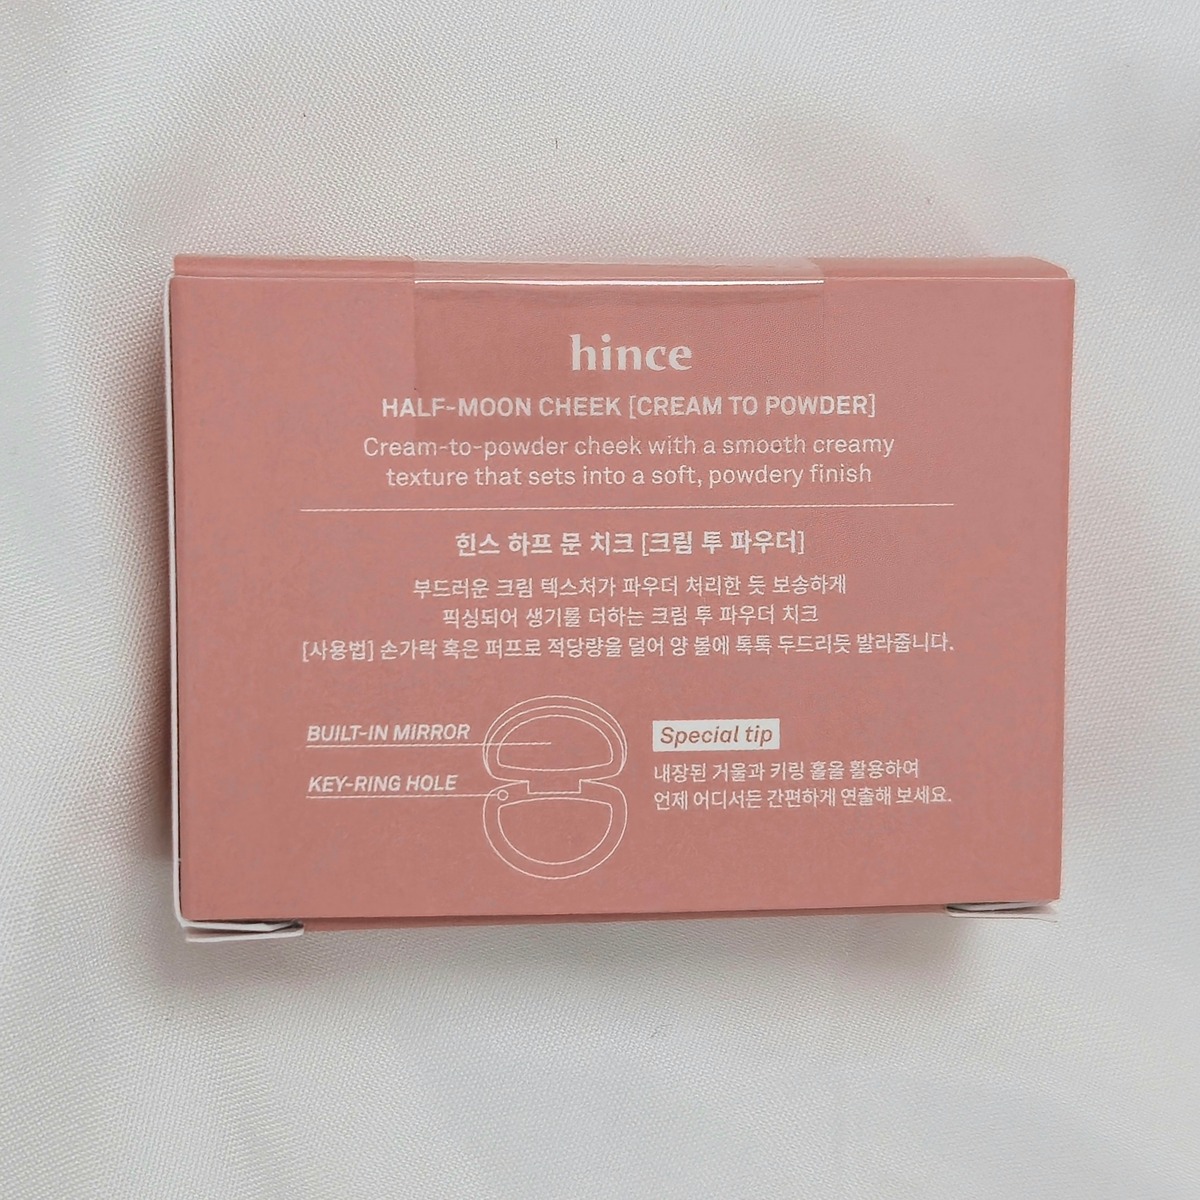 hince
HALF-MOON CHEEK [CREAM TO POWDER]
Cream-to-powder cheek with a smooth creamy
texture that sets into a soft, powdery finish
힌스 하프 문 치크 [크림 투 파우더]
부드러운 크림 텍스처가 파우더 처리한 듯 보송하게
픽싱되어 생기를 더하는 크림 투 파우더 치크
[사용법] 손가락 혹은 퍼프로 적당량을 덜어 양 볼에 톡톡 두드리듯 발라줍니다.
BUILT-IN MIRROR
KEY-RING HOLE
Special tip
내장된 거울과 키링 홀을 활용하여
언제 어디서든 간편하게 연출해 보세요.